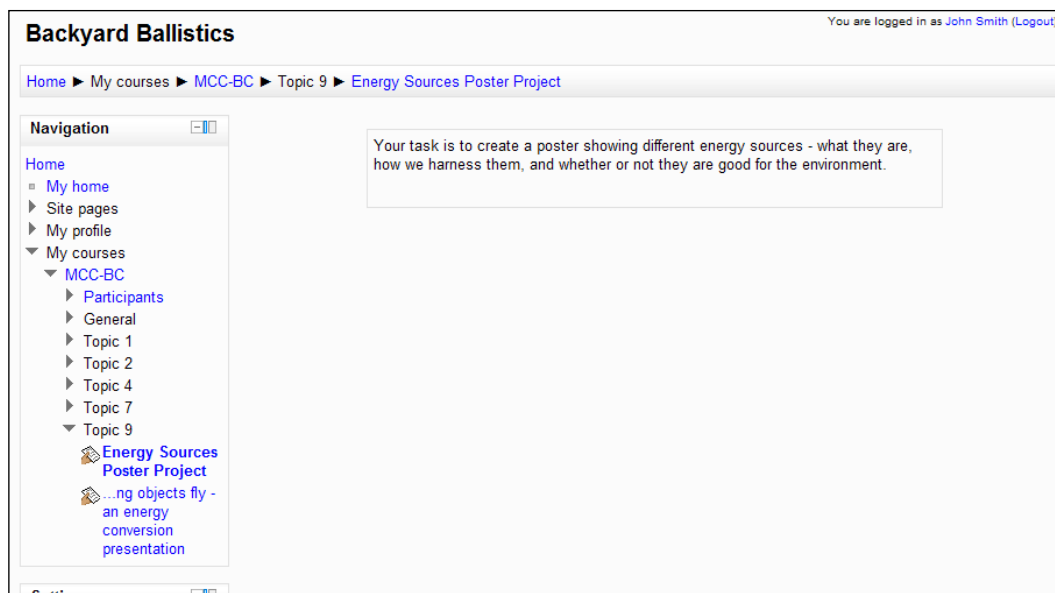 Backyard Ballistics
You are logged in as John Smith (Logout)
Home ► My courses ► MCC-BC ► Topic 9 ► Energy Sources Poster Project
Navigation
Home
My home
Site pages
My profile
My courses
MCC-BC
Participants
General
Topic 1
Topic 2
Topic 4
Topic 7
Topic 9
Energy Sources
Poster Project
...ng objects fly -
an energy
conversion
presentation
Your task is to create a poster showing different energy sources - what they are,
how we harness them, and whether or not they are good for the environment.